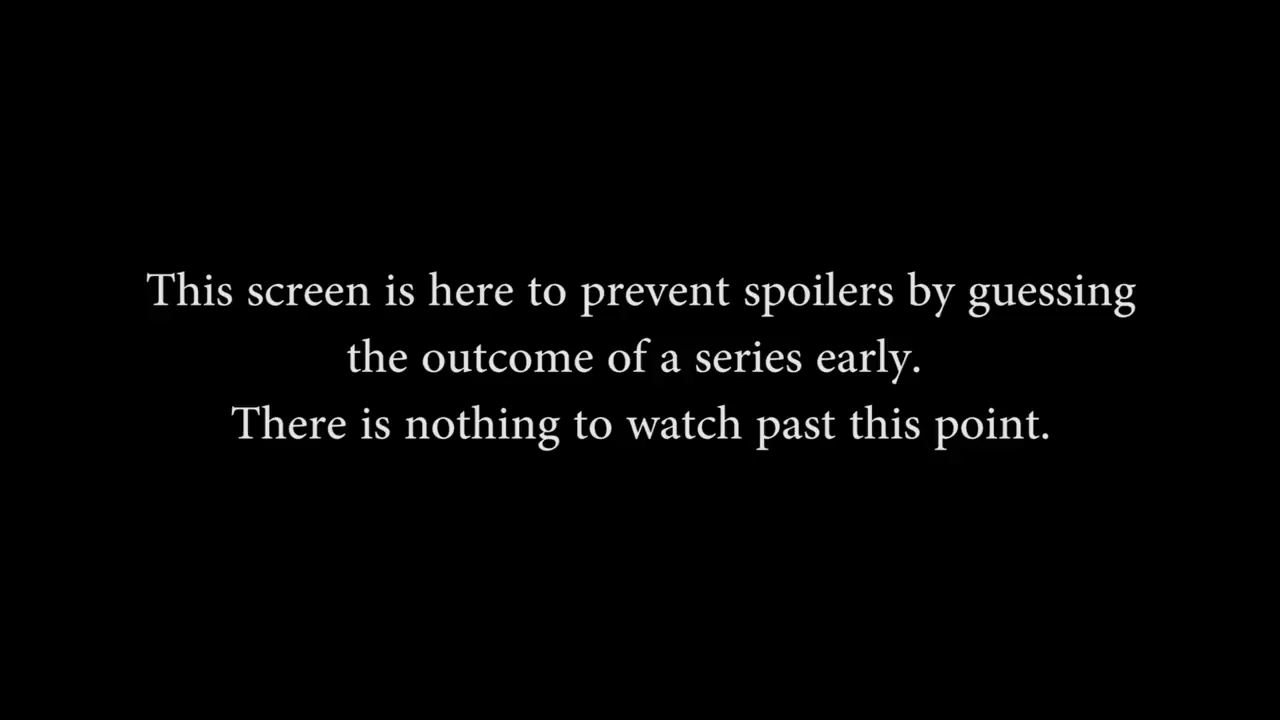 This screen is here to prevent spoilers by guessing
the outcome of a series early.
There is nothing to watch past this point.